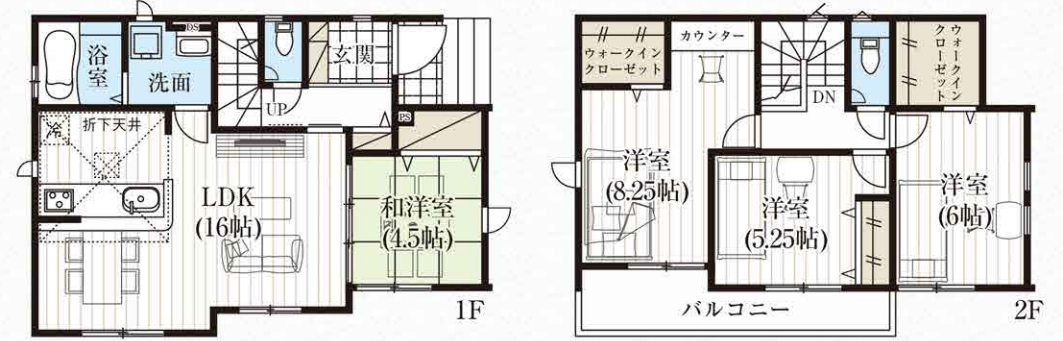 浴室
DS
洗面
玄関
UP
冷
折下天井
PS
LDK
(16帖)
和洋室
(4.5帖)
1F
ウォークイン
クローゼット
カウンター
DN
ウォークイン
クローゼット
洋室
(8.25帖)
洋室
(5.25帖)
洋室
(6帖)
バルコニー
2F